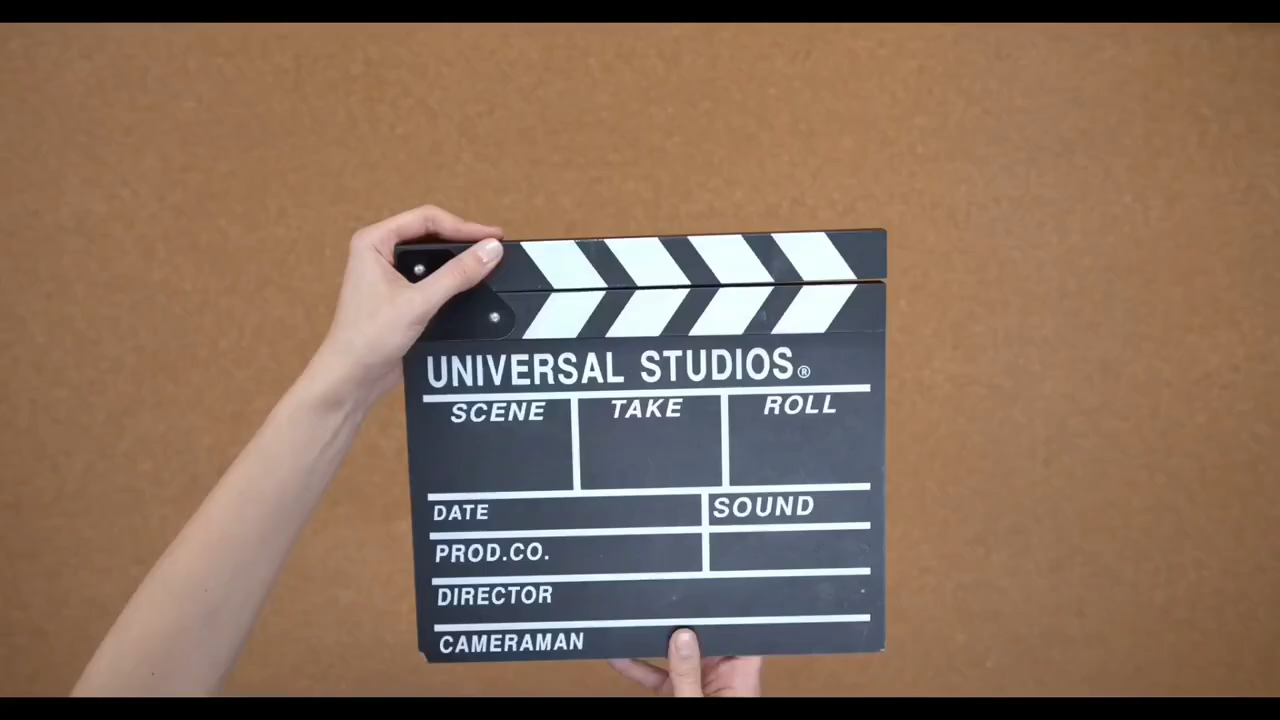 UNIVERSAL STUDIOS®
SCENE TAKE ROLL
DATE SOUND
PROD.CO.
DIRECTOR
CAMERAMAN